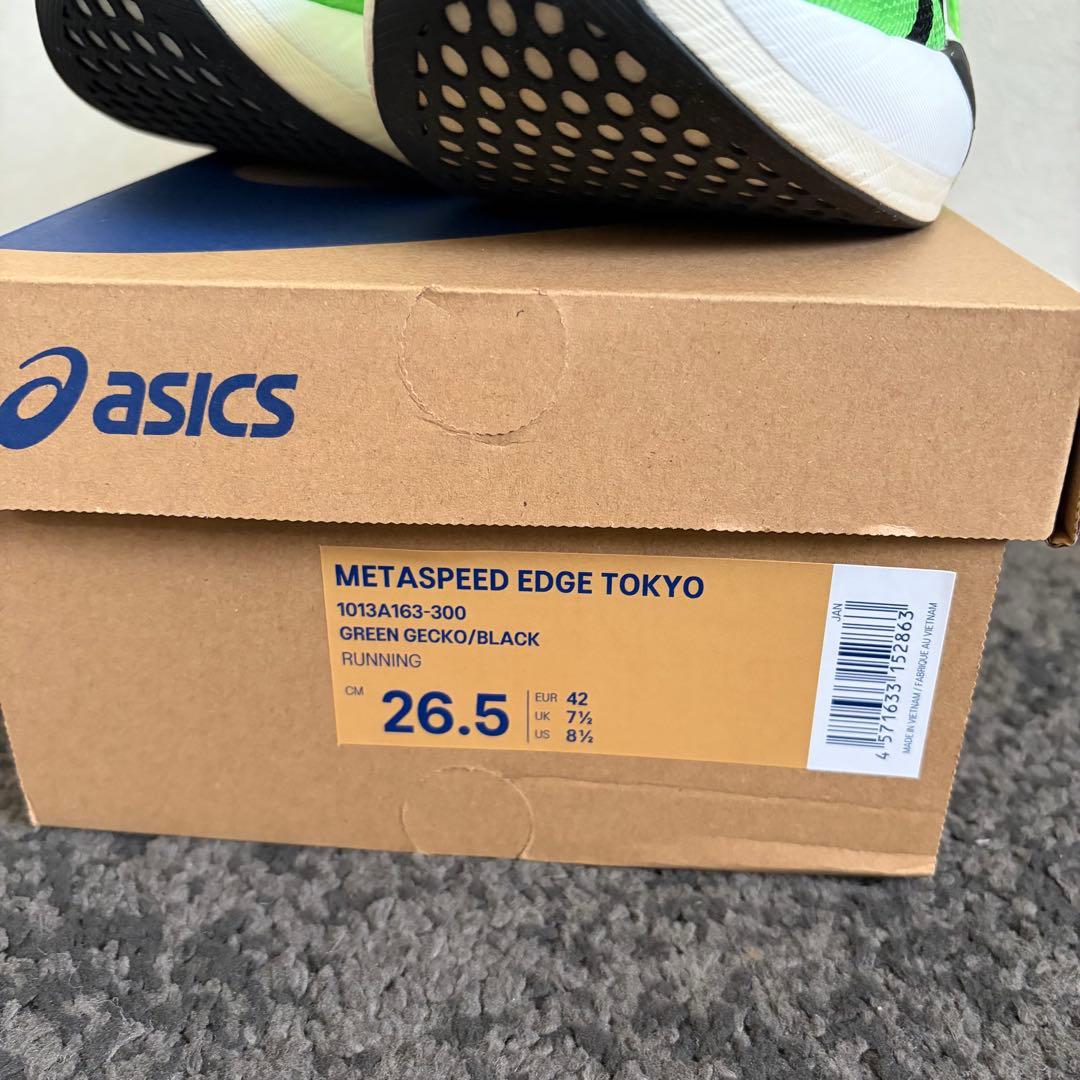 asics
METASPEED EDGE TOKYO
1013A163-300
GREEN GECKO/BLACK
RUNNING
CM 26.5
EUR 42
UK 7½
US 8½
JAN
4 571633 152863
MADE IN VIETNAM / FABRIQUE AU VIETNAM